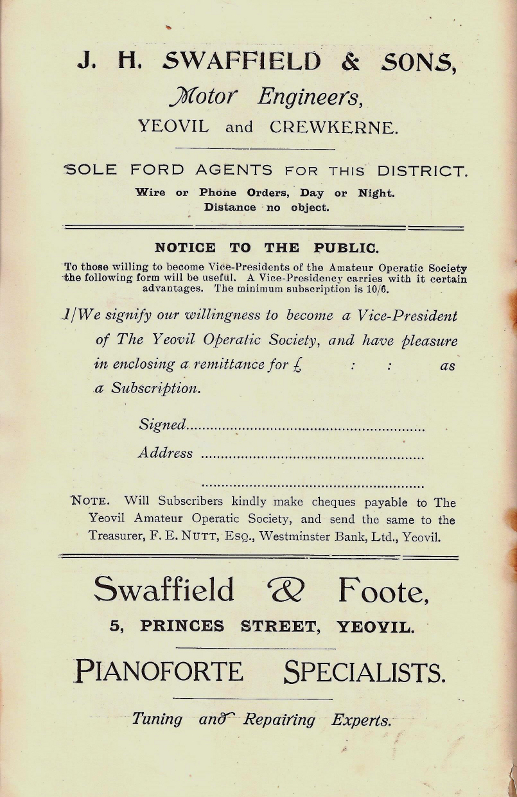 J. H. SWAFFIELD & SONS,
Motor Engineers,
YEOVIL and CREWKERNE.
SOLE FORD AGENTS FOR THIS DISTRICT.
Wire or Phone Orders, Day or Night.
Distance no object.
NOTICE TO THE PUBLIC.
To those willing to become Vice-Presidents of the Amateur Operatic Society
the following form will be useful. A Vice-Presidency carries with it certain
advantages. The minimum subscription is 10/6.
I/We signify our willingness to become a Vice-President
of The Yeovil Operatic Society, and have pleasure
in enclosing a remittance for £ : : as
a Subscription.
Signed..........................................................
Address ......................................................
......................................................
NOTE. Will Subscribers kindly make cheques payable to The
Yeovil Amateur Operatic Society, and send the same to the
Treasurer, F. E. NUTT, ESQ., Westminster Bank, Ltd., Yeovil.
Swaffield & Foote,
5, PRINCES STREET, YEOVIL.
PIANOFORTE SPECIALISTS.
Tuning and Repairing Experts.